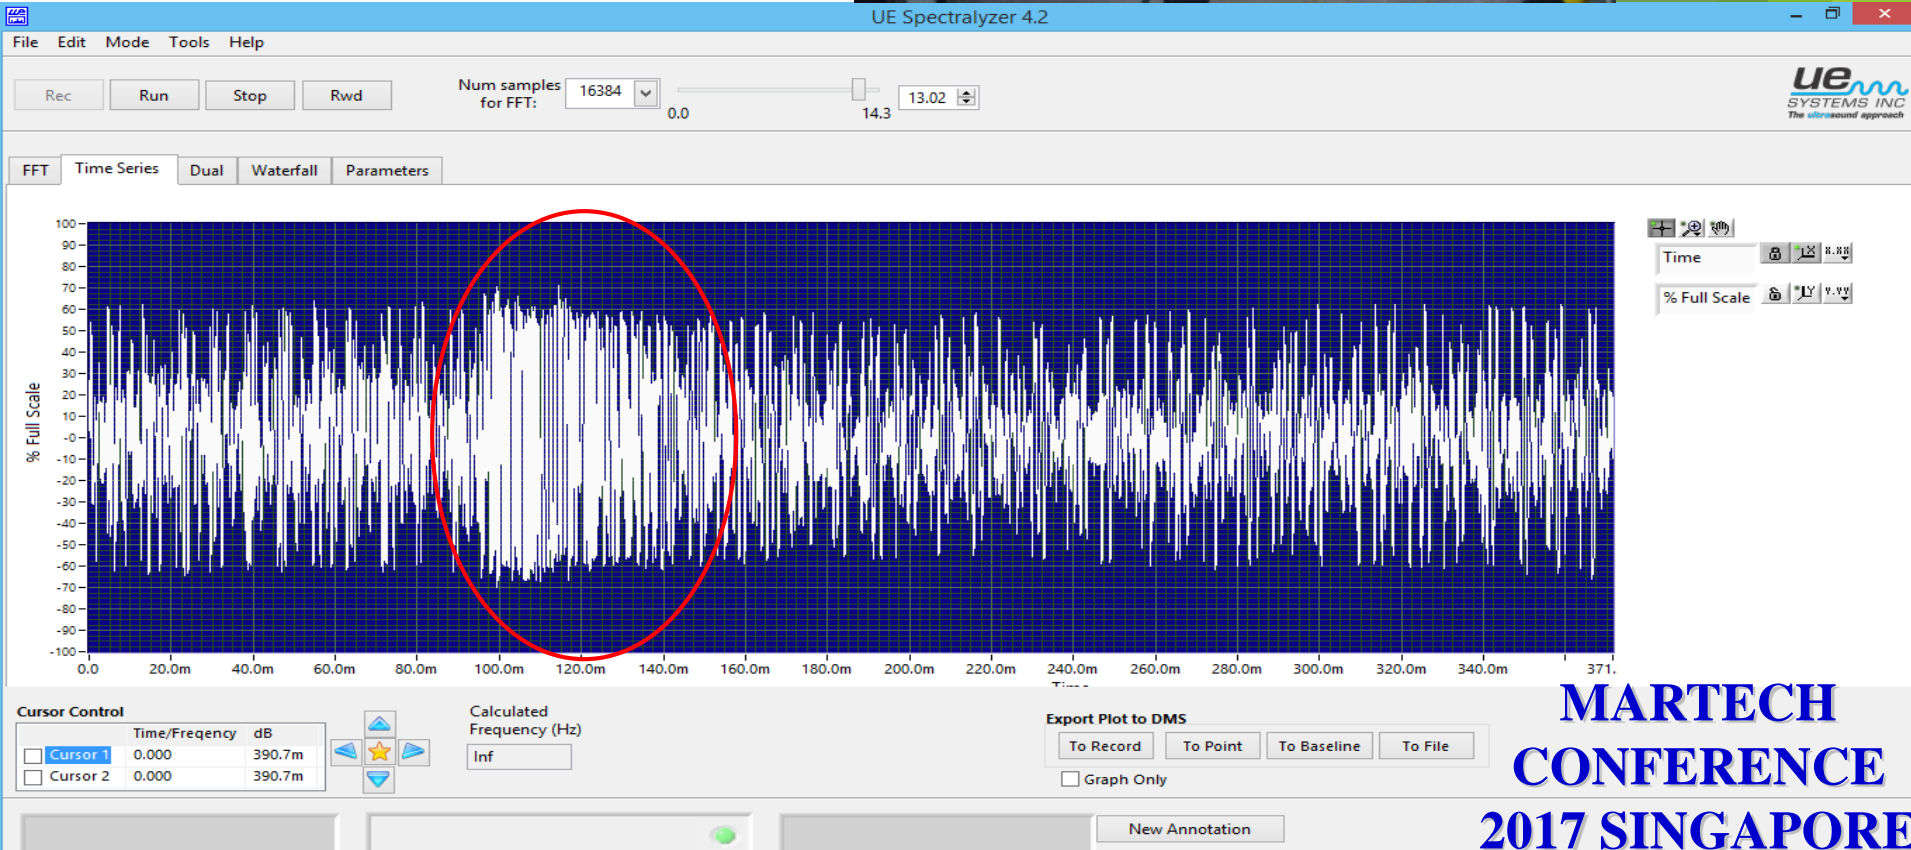 UE Spectralyzer 4.2
File Edit Mode Tools Help
Rec Run Stop Rwd
Num samples for FFT: 16384
0.0 14.3
13.02
ue
SYSTEMS INC
The ultrasound approach
FFT Time Series Dual Waterfall Parameters
100
90
80
70
60
50
40
30
20
10
-0
-10
-20
-30
-40
-50
-60
-70
-80
-90
-100
% Full Scale
0.0 20.0m 40.0m 60.0m 80.0m 100.0m 120.0m 140.0m 160.0m 180.0m 200.0m 220.0m 240.0m 260.0m 280.0m 300.0m 320.0m 340.0m 371.
Time
Time
% Full Scale
Cursor Control
Time/Freqency dB
Cursor 1 0.000 390.7m
Cursor 2 0.000 390.7m
Calculated
Frequency (Hz)
Inf
Export Plot to DMS
To Record To Point To Baseline To File
Graph Only
New Annotation
MARTECH
CONFERENCE
2017 SINGAPORE